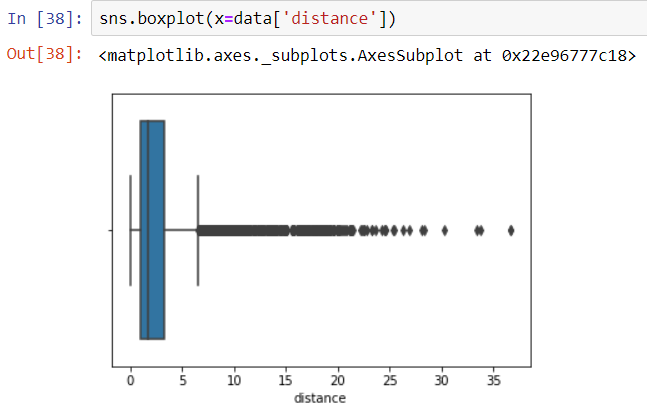 In [38]: sns.boxplot(x=data['distance'])
Out[38]: <matplotlib.axes._subplots.AxesSubplot at 0x22e96777c18>
0 5 10 15 20 25 30 35
distance